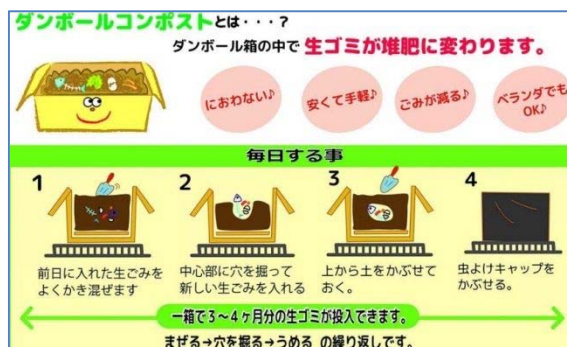 ダンボールコンポストとは・・・?
ダンボール箱の中で 生ゴミが堆肥に変わります。
におわない♪
安くて手軽♪
ごみが減る♪
ベランダでも
OK♪
毎日する事
1
前日に入れた生ごみを
よくかき混ぜます
2
中心部に穴を掘って
新しい生ごみを入れる
3
上から土をかぶせて
おく。
4
虫よけキャップを
かぶせる。
一箱で3~4ヶ月分の生ゴミが投入できます。
まぜる→穴を掘る→うめる の繰り返しです。